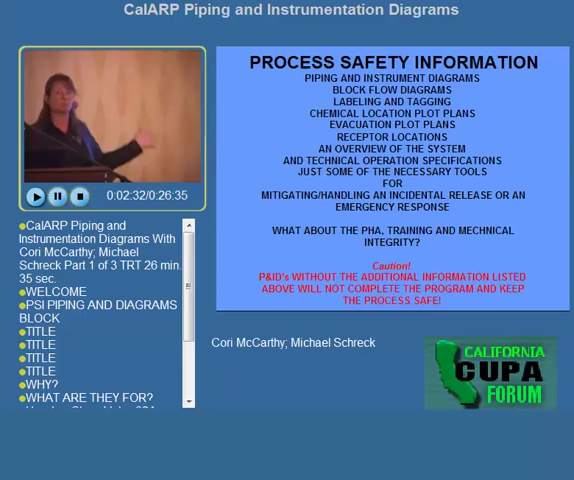 CalARP Piping and Instrumentation Diagrams
0:02:32/0:26:35
CalARP Piping and
Instrumentation Diagrams With
Cori McCarthy; Michael
Schreck Part 1 of 3 TRT 26 min.
35 sec.
WELCOME
PSI PIPING AND DIAGRAMS
BLOCK
TITLE
TITLE
TITLE
TITLE
WHY?
WHAT ARE THEY FOR?
PROCESS SAFETY INFORMATION
PIPING AND INSTRUMENT DIAGRAMS
BLOCK FLOW DIAGRAMS
LABELING AND TAGGING
CHEMICAL LOCATION PLOT PLANS
EVACUATION PLOT PLANS
RECEPTOR LOCATIONS
AN OVERVIEW OF THE SYSTEM
AND TECHNICAL OPERATION SPECIFICATIONS
JUST SOME OF THE NECESSARY TOOLS
FOR
MITIGATING/HANDLING AN INCIDENTAL RELEASE OR AN
EMERGENCY RESPONSE
WHAT ABOUT THE PHA, TRAINING AND MECHNICAL
INTEGRITY?
Caution!
P&ID's WITHOUT THE ADDITIONAL INFORMATION LISTED
ABOVE WILL NOT COMPLETE THE PROGRAM AND KEEP
THE PROCESS SAFE!
Cori McCarthy; Michael Schreck
CALIFORNIA
CUPA
FORUM